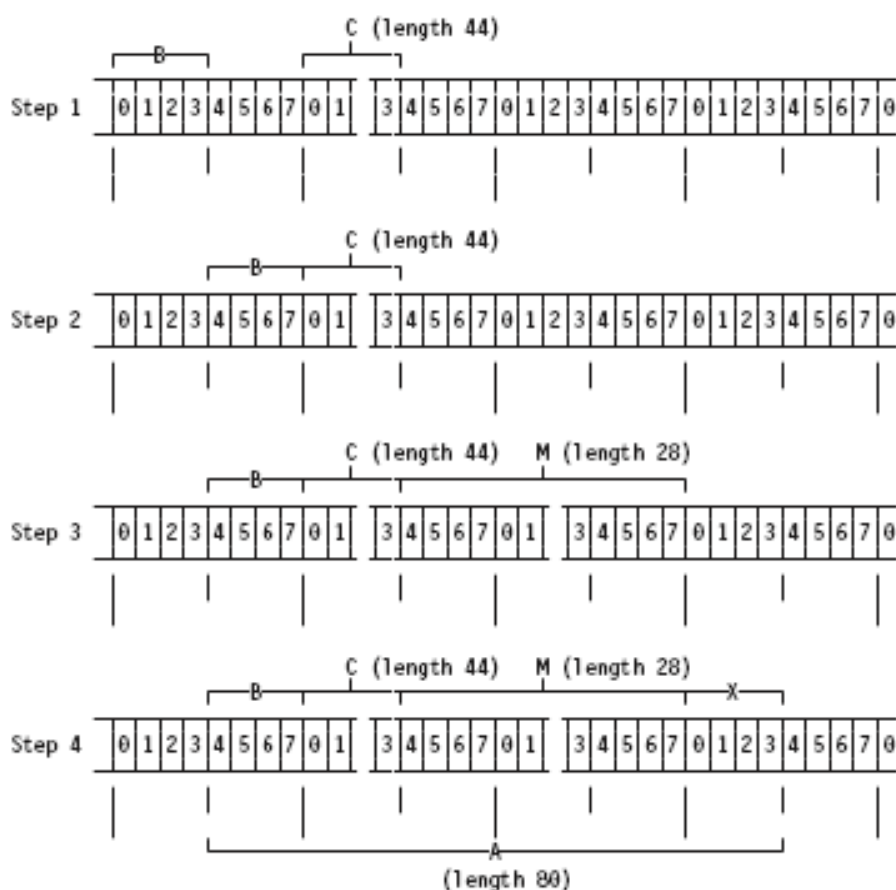 C (length 44)
B
Step 1 0 1 2 3 4 5 6 7 0 1 3 4 5 6 7 0 1 2 3 4 5 6 7 0 1 2 3 4 5 6 7 0
C (length 44)
B
Step 2 0 1 2 3 4 5 6 7 0 1 3 4 5 6 7 0 1 2 3 4 5 6 7 0 1 2 3 4 5 6 7 0
C (length 44) M (length 28)
B
Step 3 0 1 2 3 4 5 6 7 0 1 3 4 5 6 7 0 1 3 4 5 6 7 0 1 2 3 4 5 6 7 0
C (length 44) M (length 28)
B X
Step 4 0 1 2 3 4 5 6 7 0 1 3 4 5 6 7 0 1 3 4 5 6 7 0 1 2 3 4 5 6 7 0
A
(length 80)